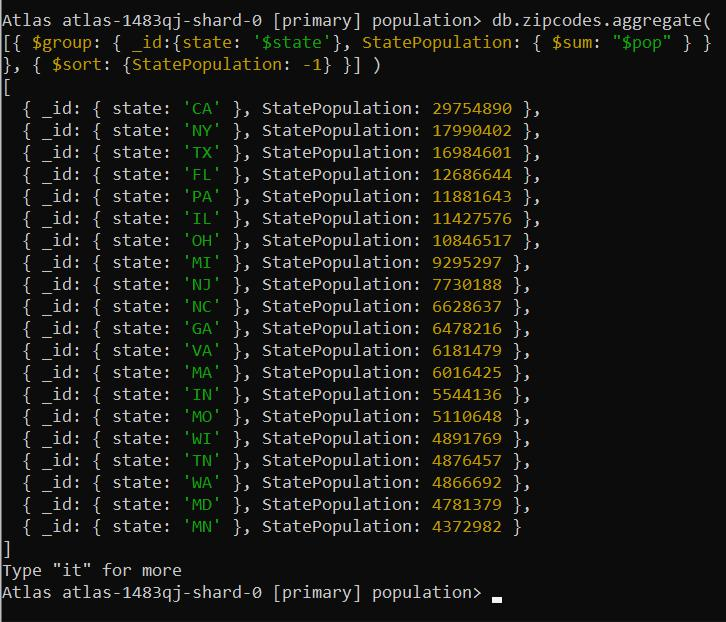 Atlas atlas-1483qj-shard-0 [primary] population> db.zipcodes.aggregate(
[{ $group: { _id:{state: '$state'}, StatePopulation: { $sum: "$pop" } }
}, { $sort: {StatePopulation: -1} }] )
[
  { _id: { state: 'CA' }, StatePopulation: 29754890 },
  { _id: { state: 'NY' }, StatePopulation: 17990402 },
  { _id: { state: 'TX' }, StatePopulation: 16984601 },
  { _id: { state: 'FL' }, StatePopulation: 12686644 },
  { _id: { state: 'PA' }, StatePopulation: 11881643 },
  { _id: { state: 'IL' }, StatePopulation: 11427576 },
  { _id: { state: 'OH' }, StatePopulation: 10846517 },
  { _id: { state: 'MI' }, StatePopulation: 9295297 },
  { _id: { state: 'NJ' }, StatePopulation: 7730188 },
  { _id: { state: 'NC' }, StatePopulation: 6628637 },
  { _id: { state: 'GA' }, StatePopulation: 6478216 },
  { _id: { state: 'VA' }, StatePopulation: 6181479 },
  { _id: { state: 'MA' }, StatePopulation: 6016425 },
  { _id: { state: 'IN' }, StatePopulation: 5544136 },
  { _id: { state: 'MO' }, StatePopulation: 5110648 },
  { _id: { state: 'WI' }, StatePopulation: 4891769 },
  { _id: { state: 'TN' }, StatePopulation: 4876457 },
  { _id: { state: 'WA' }, StatePopulation: 4866692 },
  { _id: { state: 'MD' }, StatePopulation: 4781379 },
  { _id: { state: 'MN' }, StatePopulation: 4372982 }
]
Type "it" for more
Atlas atlas-1483qj-shard-0 [primary] population>